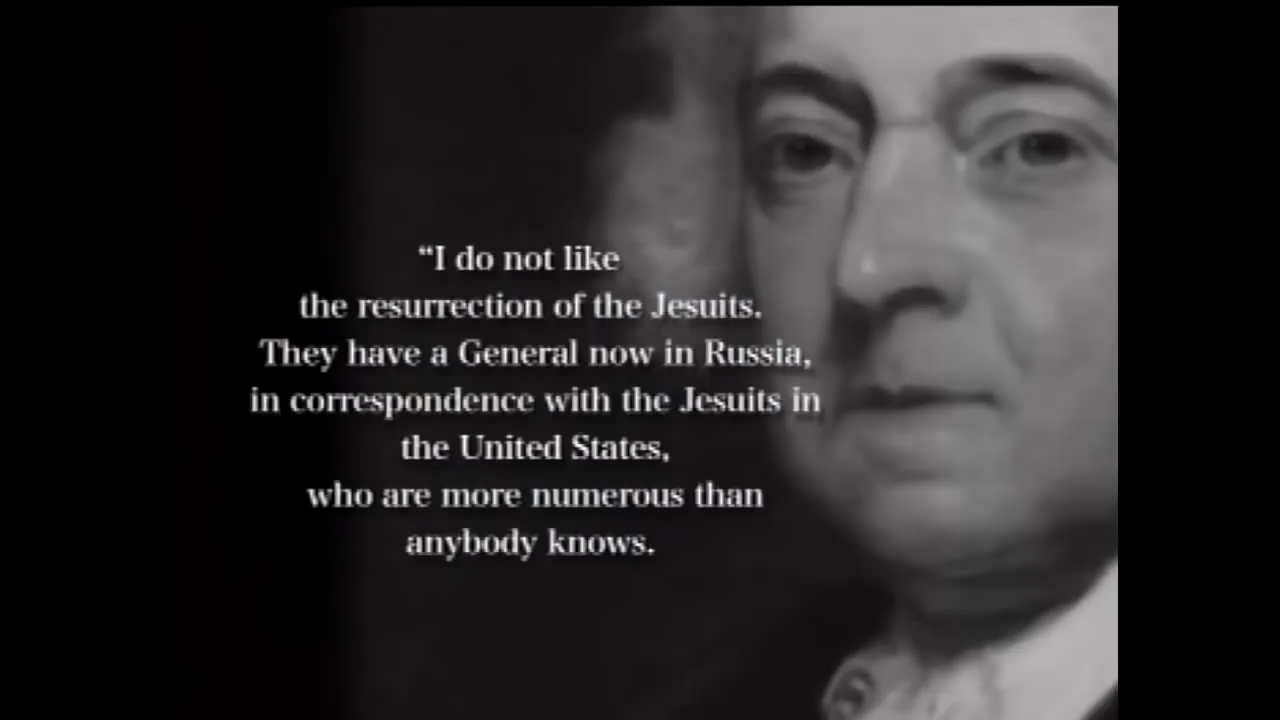 “I do not like
the resurrection of the Jesuits.
They have a General now in Russia,
in correspondence with the Jesuits in
the United States,
who are more numerous than
anybody knows.